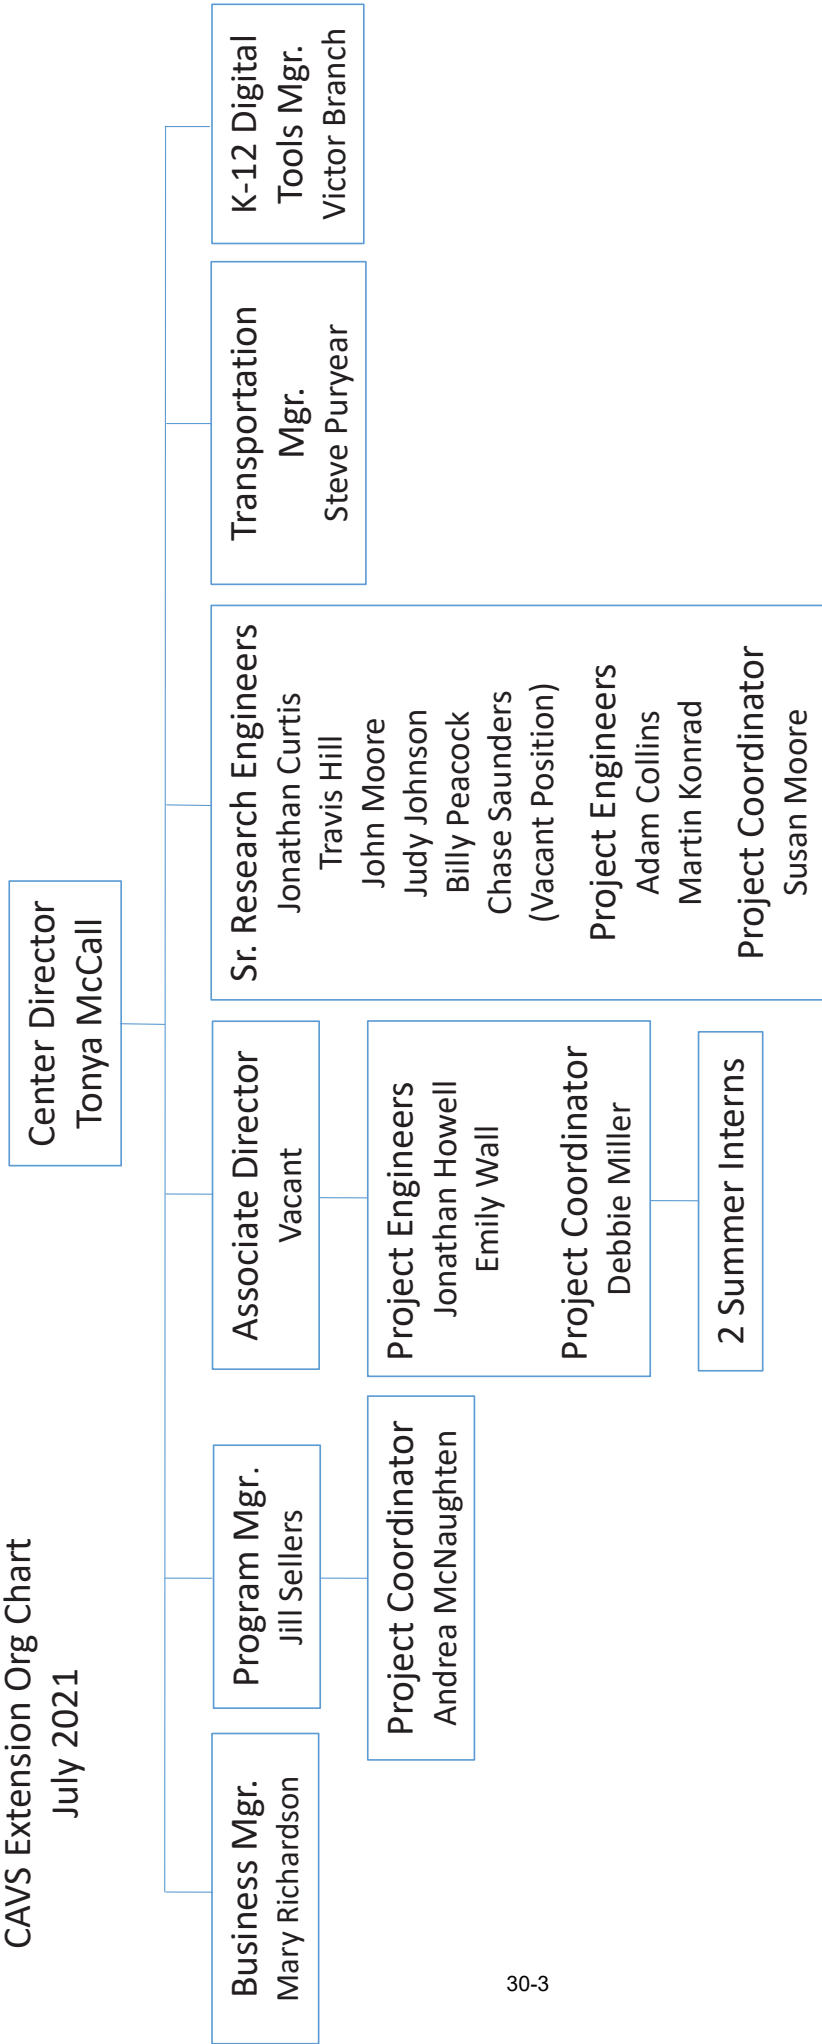 CAVS Extension Org Chart
July 2021
Center Director
Tonya McCall
Business Mgr.
Mary Richardson
Program Mgr.
Jill Sellers
Project Coordinator
Andrea McNaughten
Associate Director
Vacant
Project Engineers
Jonathan Howell
Emily Wall
Project Coordinator
Debbie Miller
2 Summer Interns
Sr. Research Engineers
Jonathan Curtis
Travis Hill
John Moore
Judy Johnson
Billy Peacock
Chase Saunders
(Vacant Position)
Project Engineers
Adam Collins
Martin Konrad
Project Coordinator
Susan Moore
Transportation
Mgr.
Steve Puryear
K-12 Digital
Tools Mgr.
Victor Branch
30-3